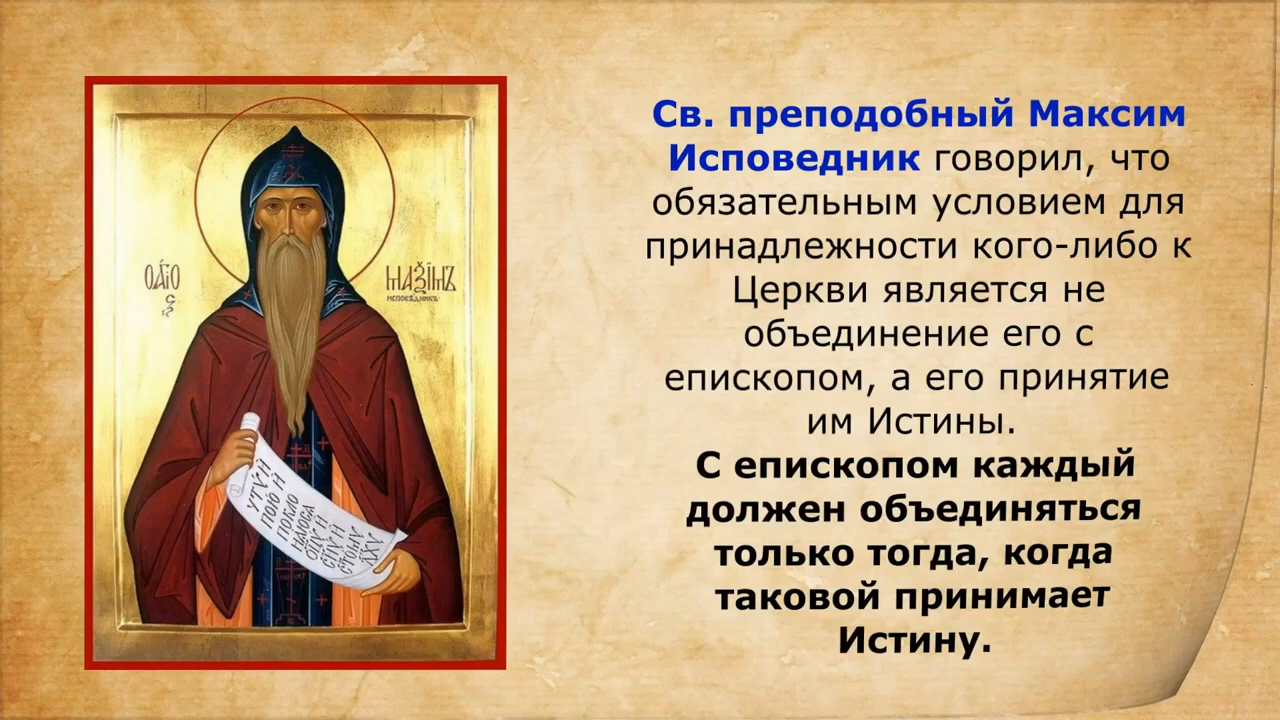 Св. преподобный Максим
Исповедник говорил, что
обязательным условием для
принадлежности кого-либо к
Церкви является не
объединение его с
епископом, а его принятие
им Истины.
С епископом каждый
должен объединяться
только тогда, когда
таковой принимает
Истину.